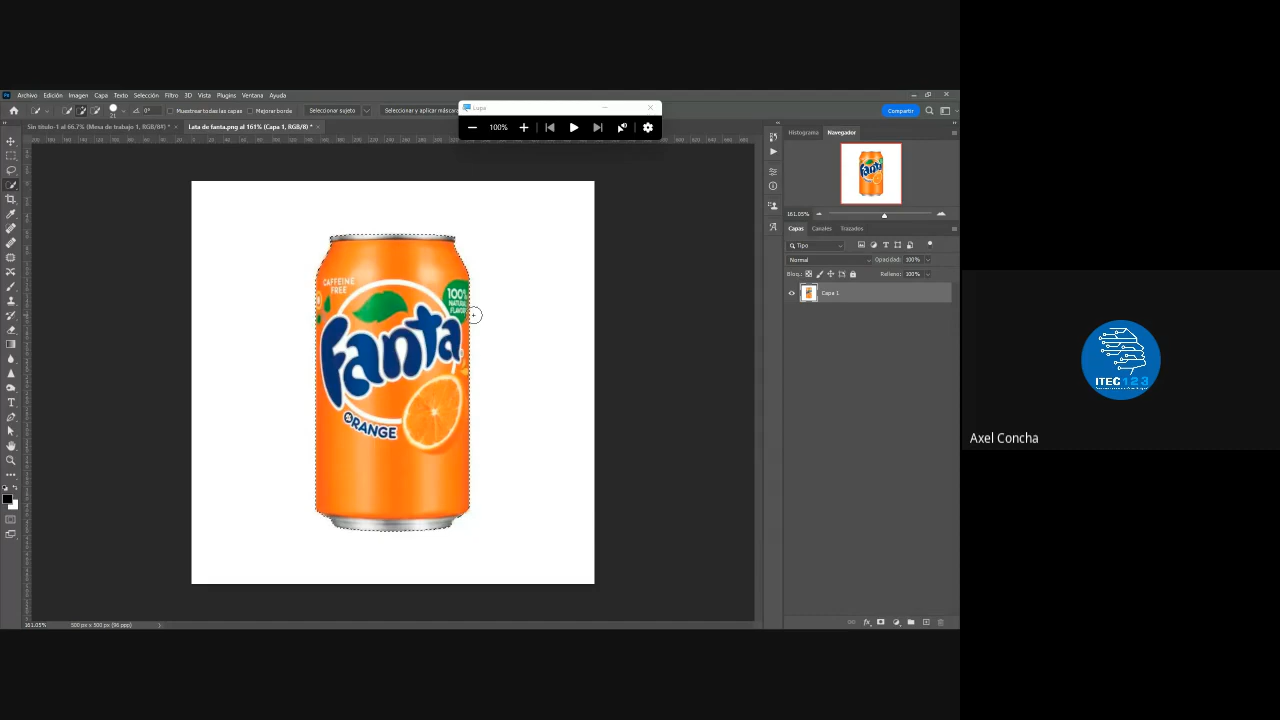 Archivo Edición Imagen Capa Texto Selección Filtro 3D Vista Plugins Ventana Ayuda
Lupa
21
0°
Muestrear todas las capas
Mejorar borde
Seleccionar sujeto
Seleccionar y aplicar máscara
Compartir
100%
Sin título-1 al 66.7% (Mesa de trabajo 1, RGB/8#) *
Lata de fanta.png al 161% (Capa 1, RGB/8) *
Histograma
Navegador
161.05%
Capas Canales Trazados
Tipo
Normal
Opacidad: 100%
Bloq.:
Relleno: 100%
Capa 1
CAFFEINE
FREE
100%
NATURAL
FLAVOR
Fanta
ORANGE
161.05%
500 px x 500 px (96 ppp)
ITEC 123
Axel Concha